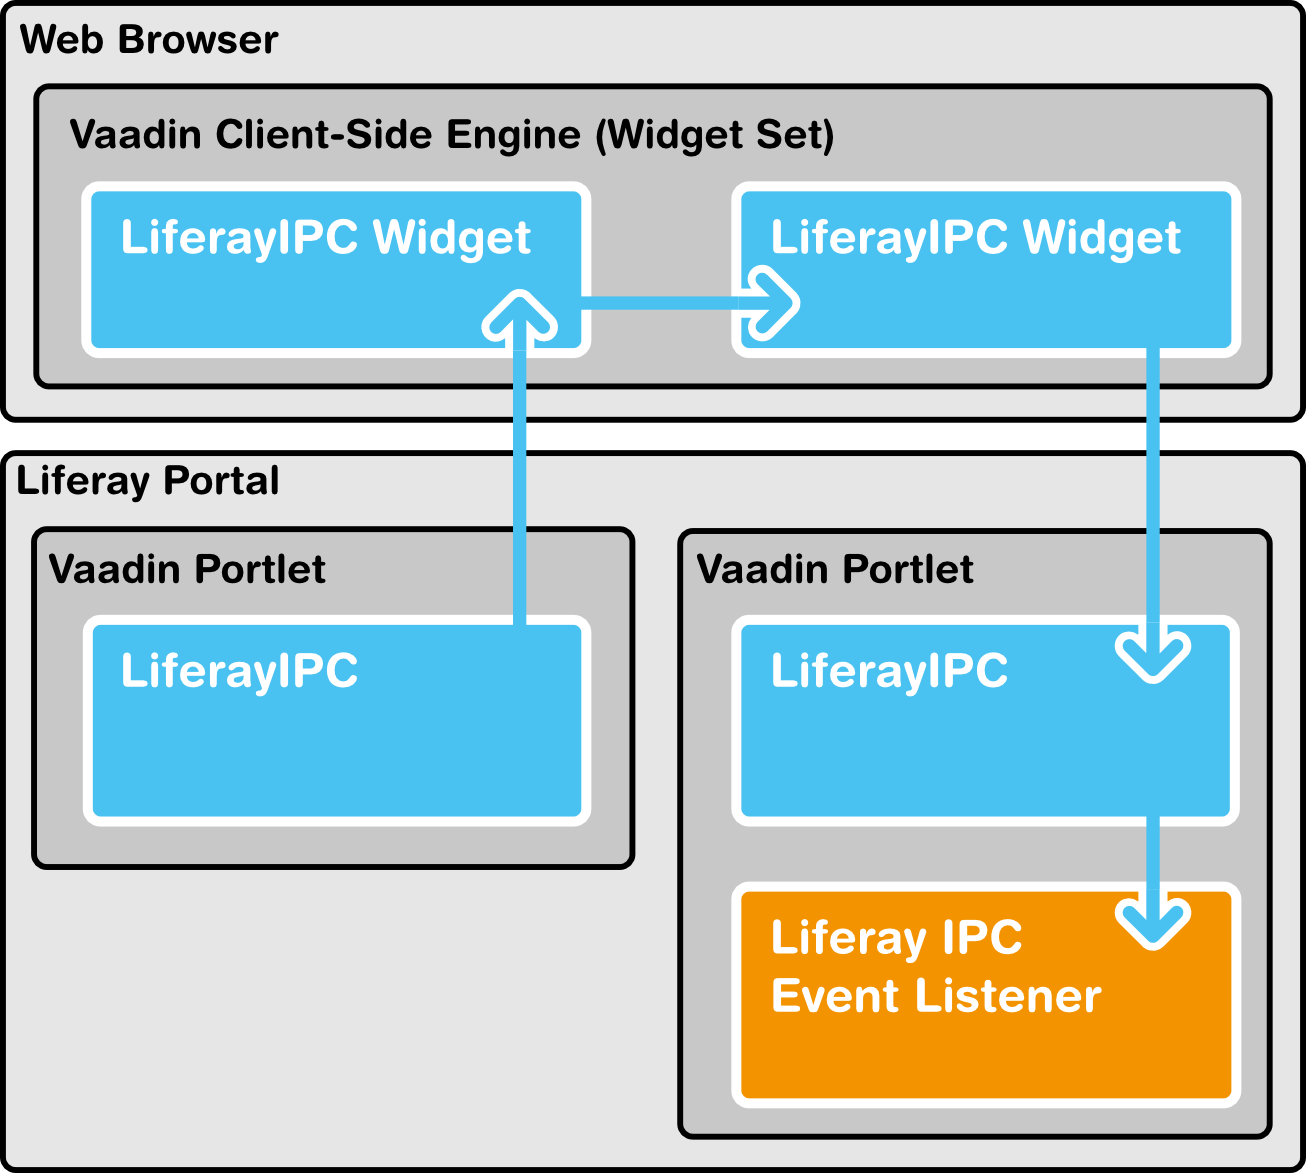 Web Browser
Vaadin Client-Side Engine (Widget Set)
LiferayIPC Widget
LiferayIPC Widget
Liferay Portal
Vaadin Portlet
LiferayIPC
Vaadin Portlet
LiferayIPC
Liferay IPC
Event Listener